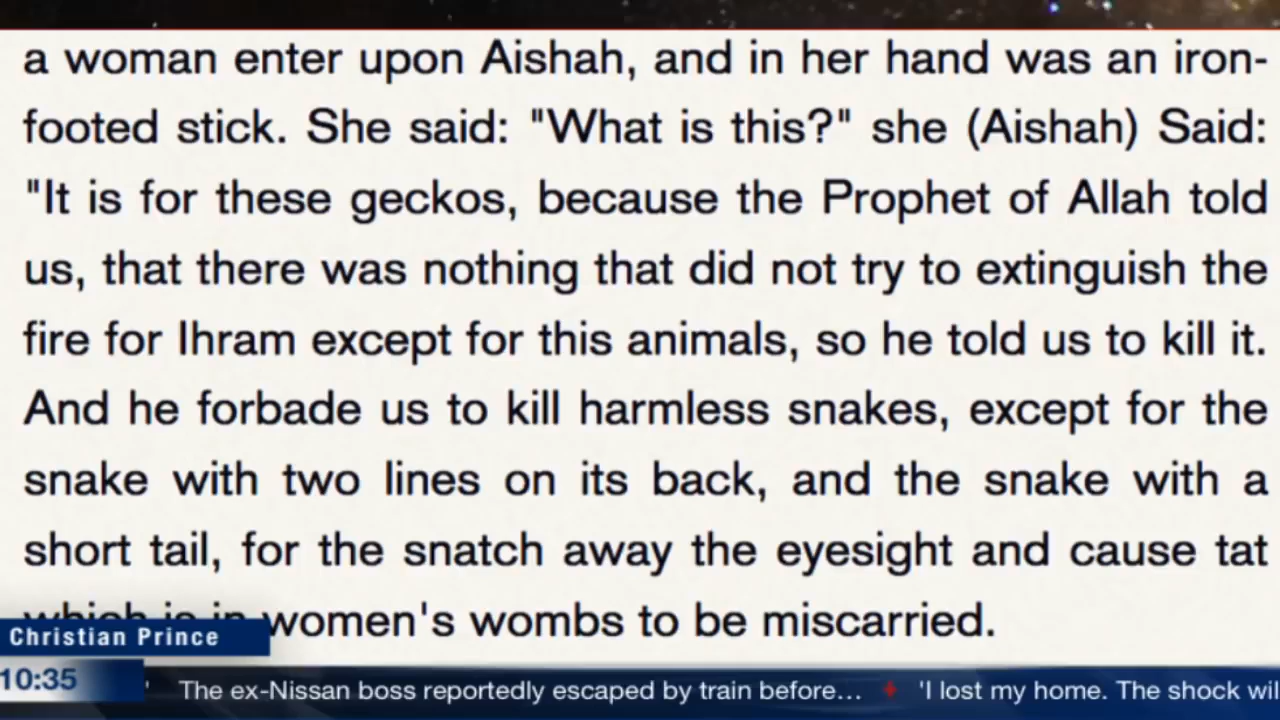 a woman enter upon Aishah, and in her hand was an iron-
footed stick. She said: "What is this?" she (Aishah) Said:
"It is for these geckos, because the Prophet of Allah told
us, that there was nothing that did not try to extinguish the
fire for Ihram except for this animals, so he told us to kill it.
And he forbade us to kill harmless snakes, except for the
snake with two lines on its back, and the snake with a
short tail, for the snatch away the eyesight and cause tat
which is in women's wombs to be miscarried.
Christian Prince
10:35
' The ex-Nissan boss reportedly escaped by train before... 'I lost my home. The shock wil